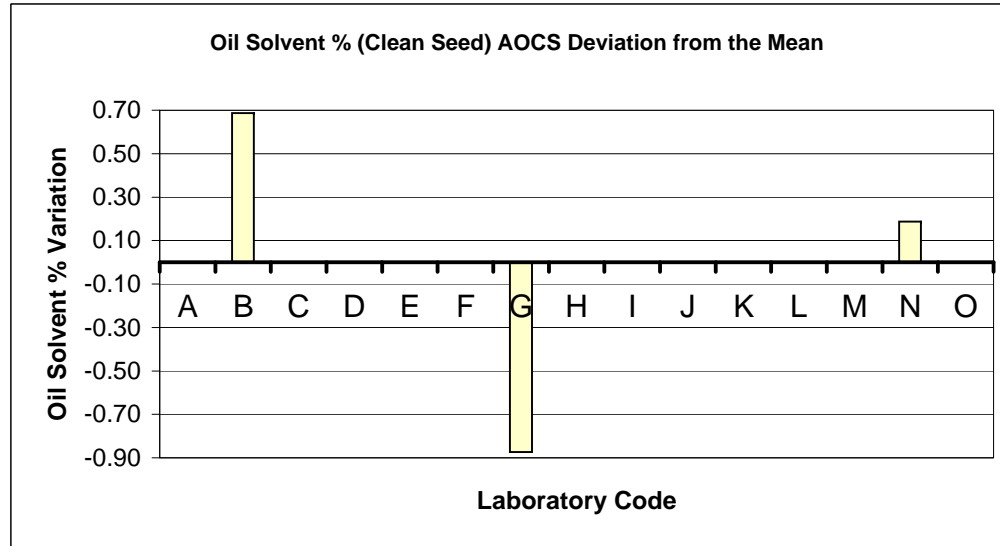 Oil Solvent % (Clean Seed) AOCS Deviation from the Mean
Oil Solvent % Variation
0.70
0.50
0.30
0.10
-0.10
-0.30
-0.50
-0.70
-0.90
A B C D E F G H I J K L M N O
Laboratory Code